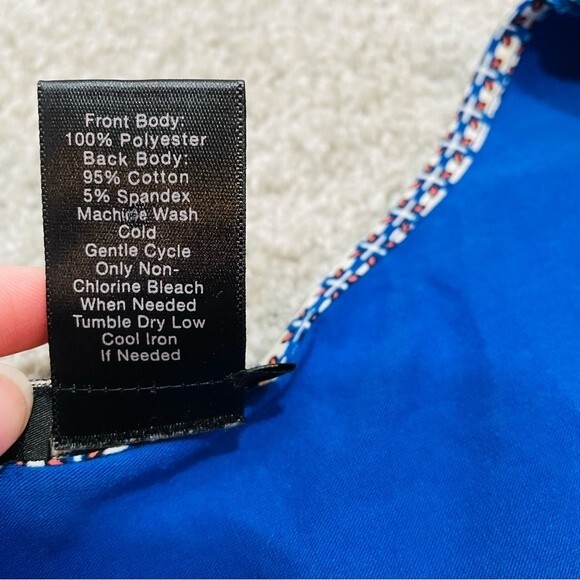 Front Body:
100% Polyester
Back Body:
95% Cotton
5% Spandex
Machine Wash
Cold
Gentle Cycle
Only Non-
Chlorine Bleach
When Needed
Tumble Dry Low
Cool Iron
If Needed